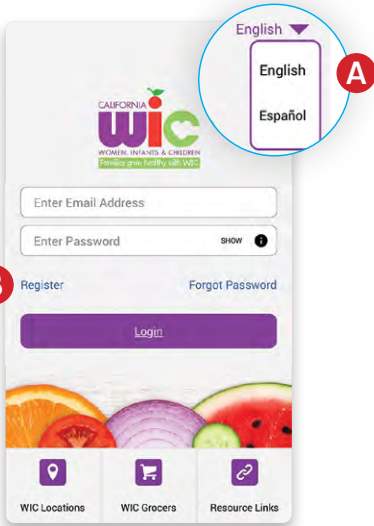 English
English
A
Español
CALIFORNIA
wic
WOMEN, INFANTS & CHILDREN
Families grow healthy with WIC
Enter Email Address
Enter Password SHOW i
B
Register Forgot Password
Login
WIC Locations WIC Grocers Resource Links